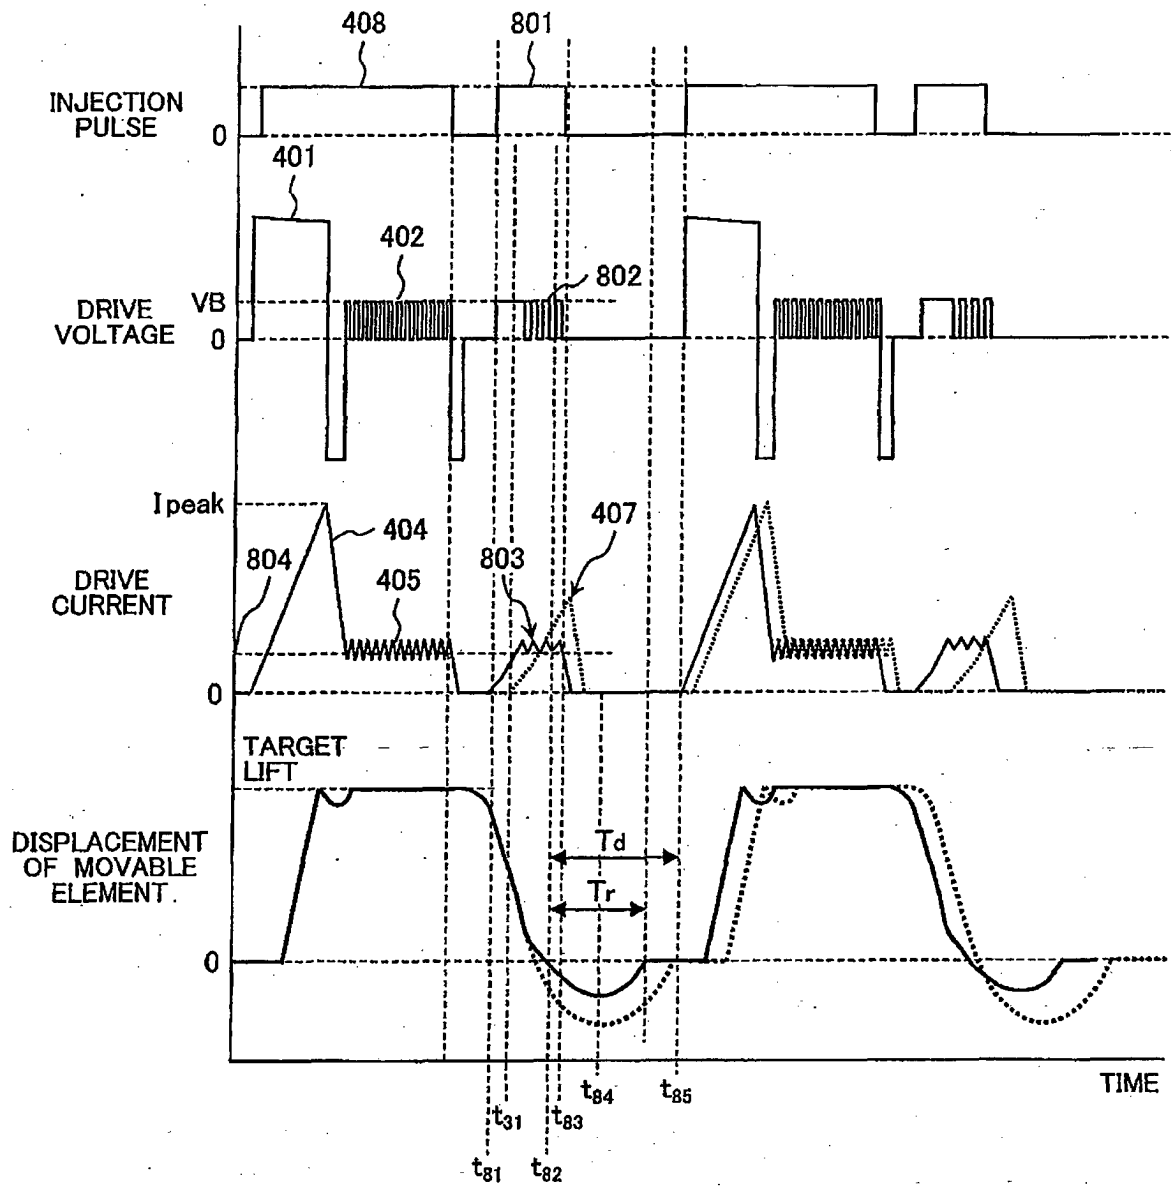 408
801
INJECTION
PULSE
0
401
402
802
VB
DRIVE
VOLTAGE
0
Ipeak
404
407
804
803
405
DRIVE
CURRENT
0
TARGET
LIFT
DISPLACEMENT
OF MOVABLE
ELEMENT.
Td
Tr
0
TIME
t31
t83
t84
t85
t81
t82